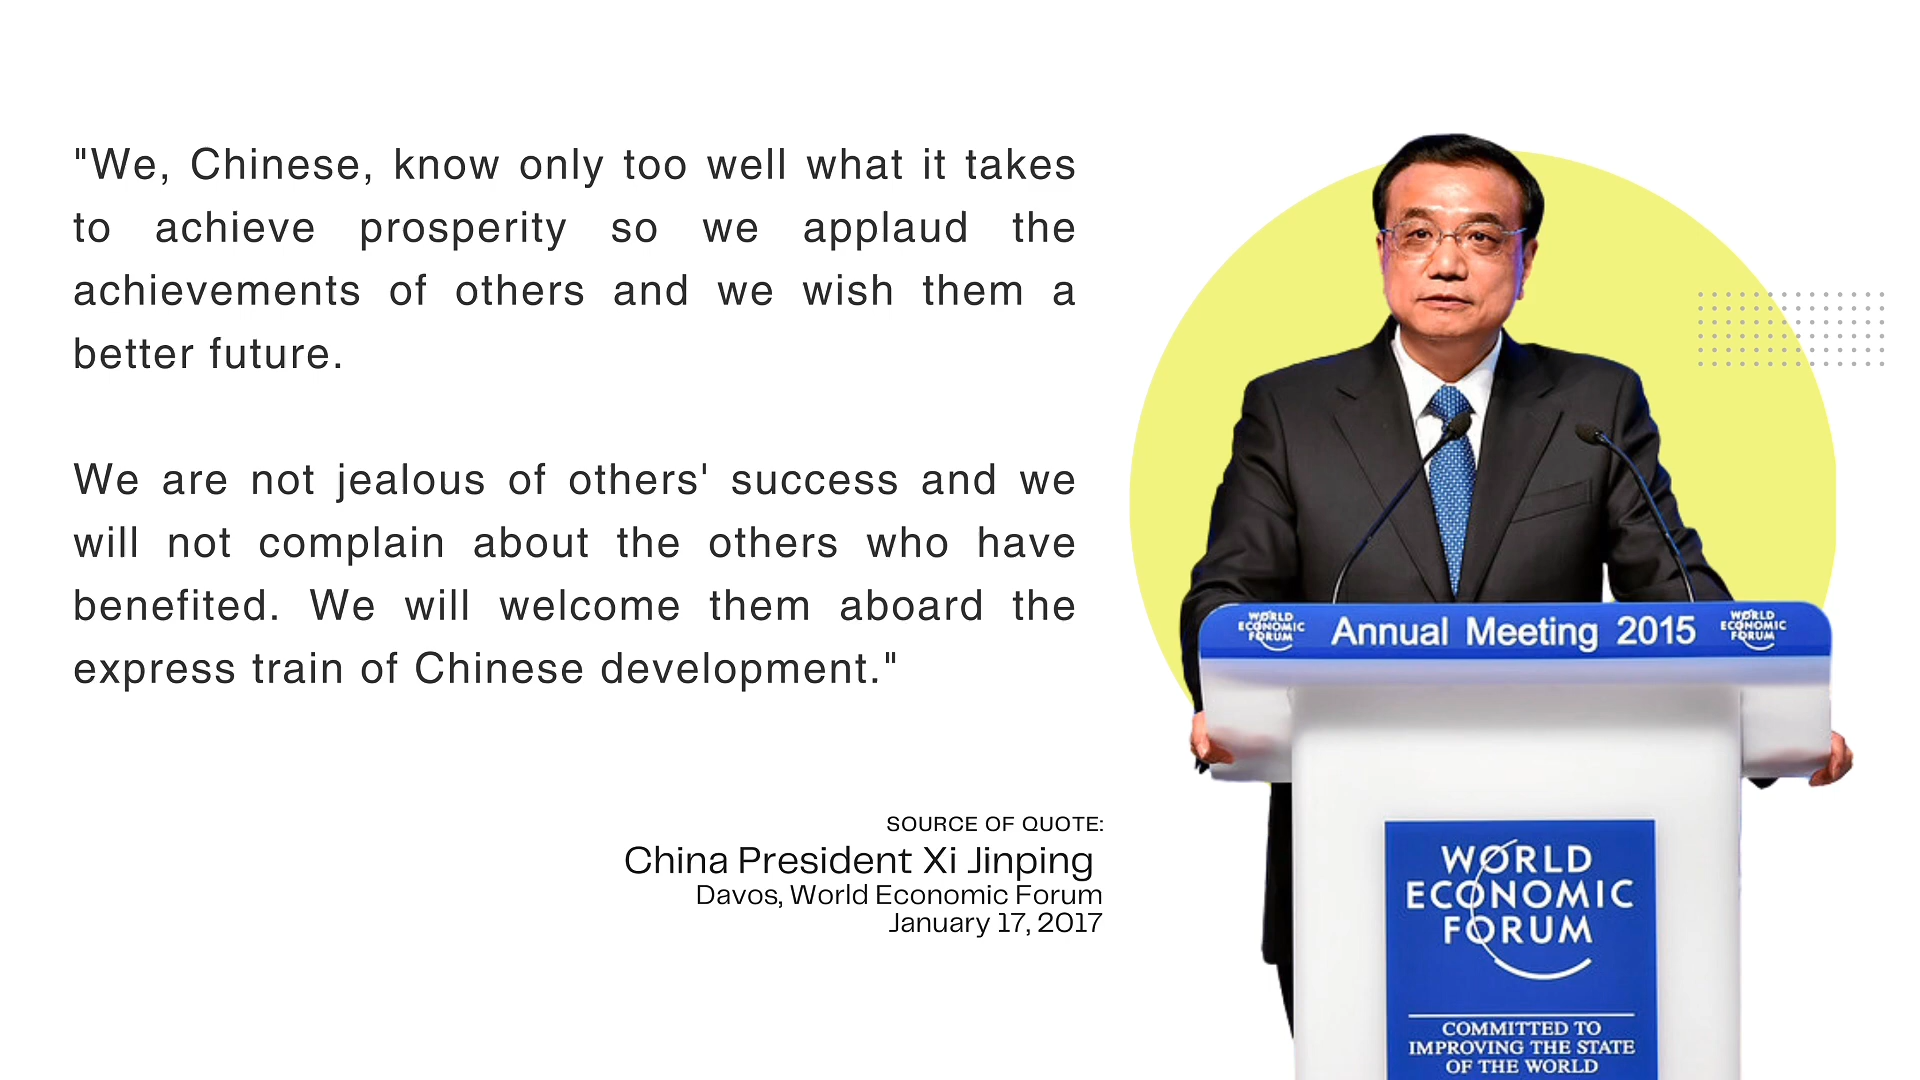 "We, Chinese, know only too well what it takes
to achieve prosperity so we applaud the
achievements of others and we wish them a
better future.
We are not jealous of others' success and we
will not complain about the others who have
benefited. We will welcome them aboard the
express train of Chinese development."
SOURCE OF QUOTE:
China President Xi Jinping
Davos, World Economic Forum
January 17, 2017
WORLD
ECONOMIC
FORUM
Annual Meeting 2015
WORLD
ECONOMIC
FORUM
WORLD
ECONOMIC
FORUM
COMMITTED TO
IMPROVING THE STATE
OF THE WORLD